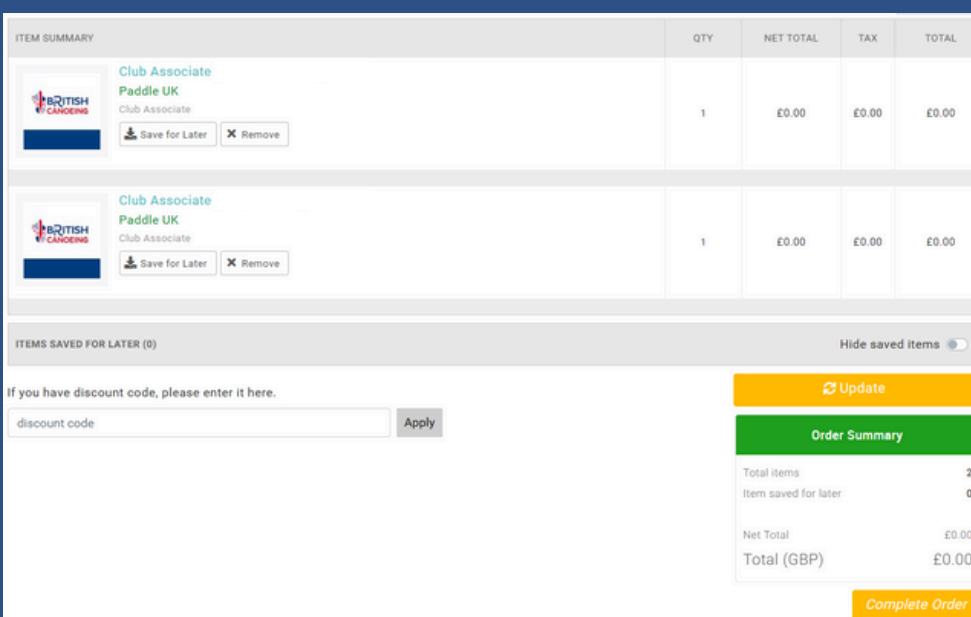 ITEM SUMMARY QTY NET TOTAL TAX TOTAL
BRITISH
CANOEING
Club Associate
Paddle UK
Club Associate
Save for Later Remove
1 £0.00 £0.00 £0.00
BRITISH
CANOEING
Club Associate
Paddle UK
Club Associate
Save for Later Remove
1 £0.00 £0.00 £0.00
ITEMS SAVED FOR LATER (0) Hide saved items
If you have discount code, please enter it here.
discount code Apply
Update
Order Summary
Total items 2
Item saved for later 0
Net Total £0.00
Total (GBP) £0.00
Complete Order